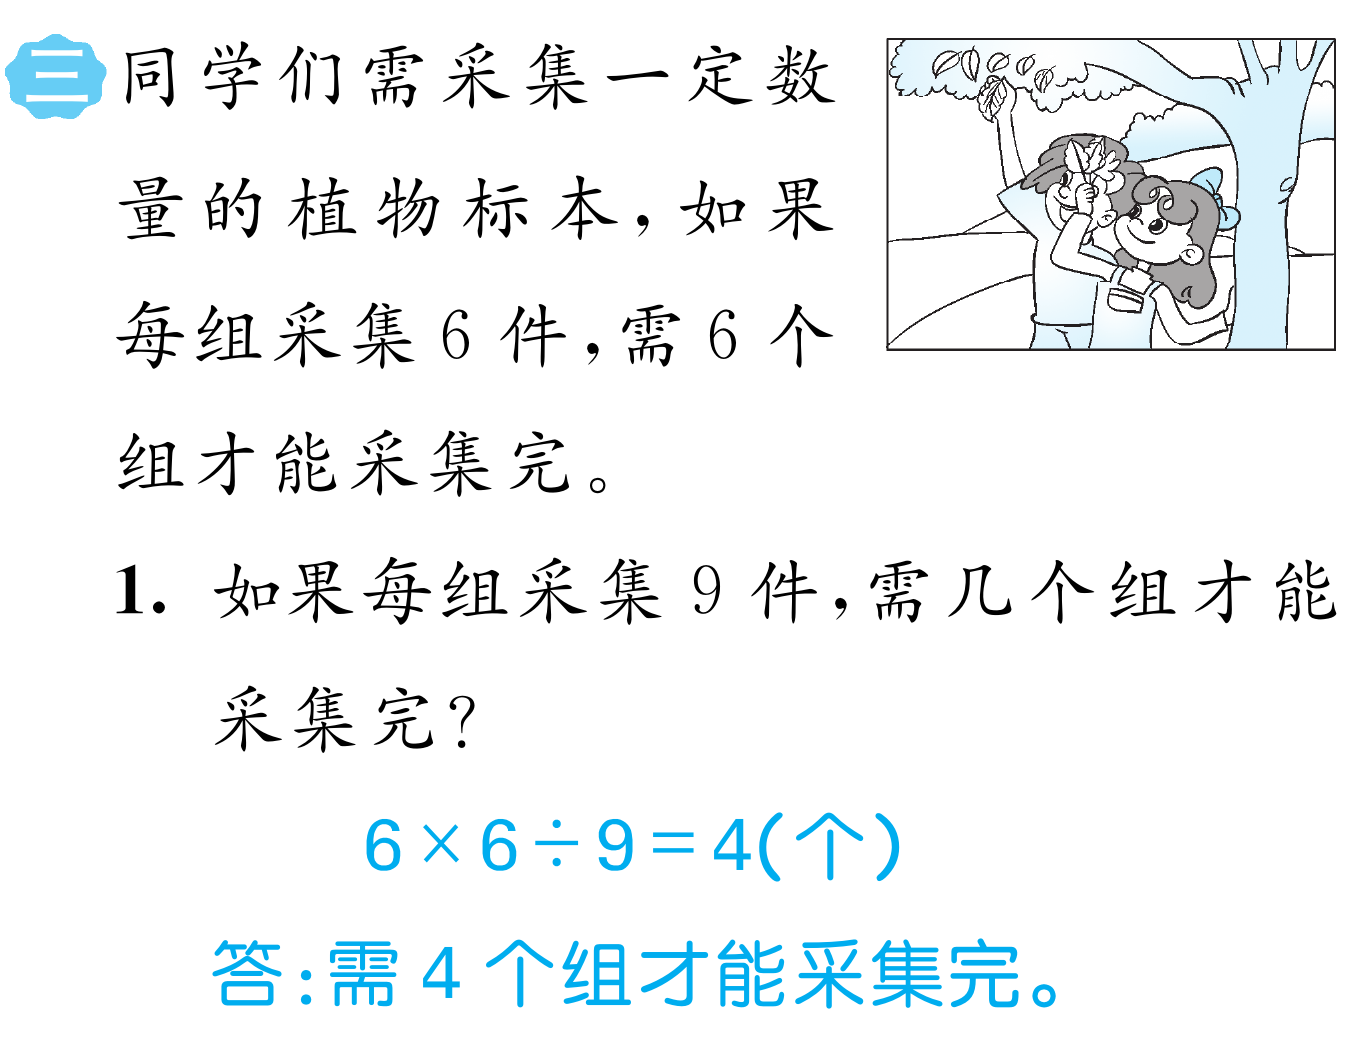 三 同学们需采集一定数
量的植物标本，如果
每组采集6件，需6个
组才能采集完。
1. 如果每组采集9件，需几个组才能
采集完？
6×6÷9=4(个)
答：需4个组才能采集完。